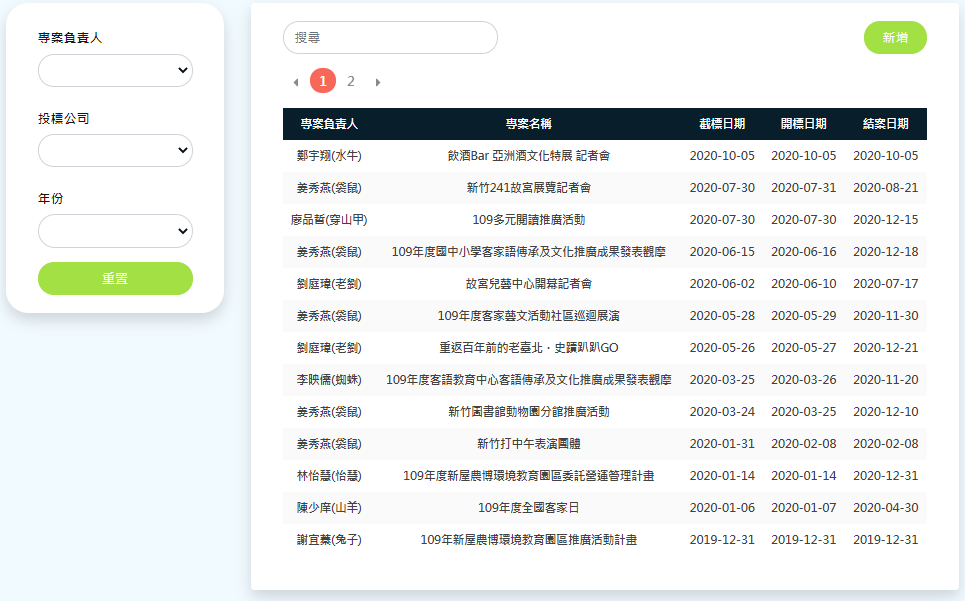 專案負責人
投標公司
年份
重置
搜尋
新增
1 2
專案負責人 專案名稱 截標日期 開標日期 結案日期
鄭宇翔(水牛) 飲酒Bar 亞洲酒文化特展 記者會 2020-10-05 2020-10-05 2020-10-05
姜秀燕(袋鼠) 新竹241故宮展覽記者會 2020-07-30 2020-07-31 2020-08-21
廖品晢(穿山甲) 109多元閱讀推廣活動 2020-07-30 2020-07-30 2020-12-15
姜秀燕(袋鼠) 109年度國中小學客家語傳承及文化推廣成果發表觀摩 2020-06-15 2020-06-16 2020-12-18
劉庭瑋(老劉) 故宮兒藝中心開幕記者會 2020-06-02 2020-06-10 2020-07-17
姜秀燕(袋鼠) 109年度客家藝文活動社區巡迴展演 2020-05-28 2020-05-29 2020-11-30
劉庭瑋(老劉) 重返百年前的老臺北・史蹟趴趴GO 2020-05-26 2020-05-27 2020-12-21
李映儒(蜘蛛) 109年度客語教育中心客語傳承及文化推廣成果發表觀摩 2020-03-25 2020-03-26 2020-11-20
姜秀燕(袋鼠) 新竹圖書館動物園分館推廣活動 2020-03-24 2020-03-25 2020-12-10
姜秀燕(袋鼠) 新竹打中午表演團體 2020-01-31 2020-02-08 2020-02-08
林怡慧(怡慧) 109年度新屋農博環境教育園區委託營運管理計畫 2020-01-14 2020-01-14 2020-12-31
陳少庠(山羊) 109年度全國客家日 2020-01-06 2020-01-07 2020-04-30
謝宜蓁(兔子) 109年新屋農博環境教育園區推廣活動計畫 2019-12-31 2019-12-31 2019-12-31